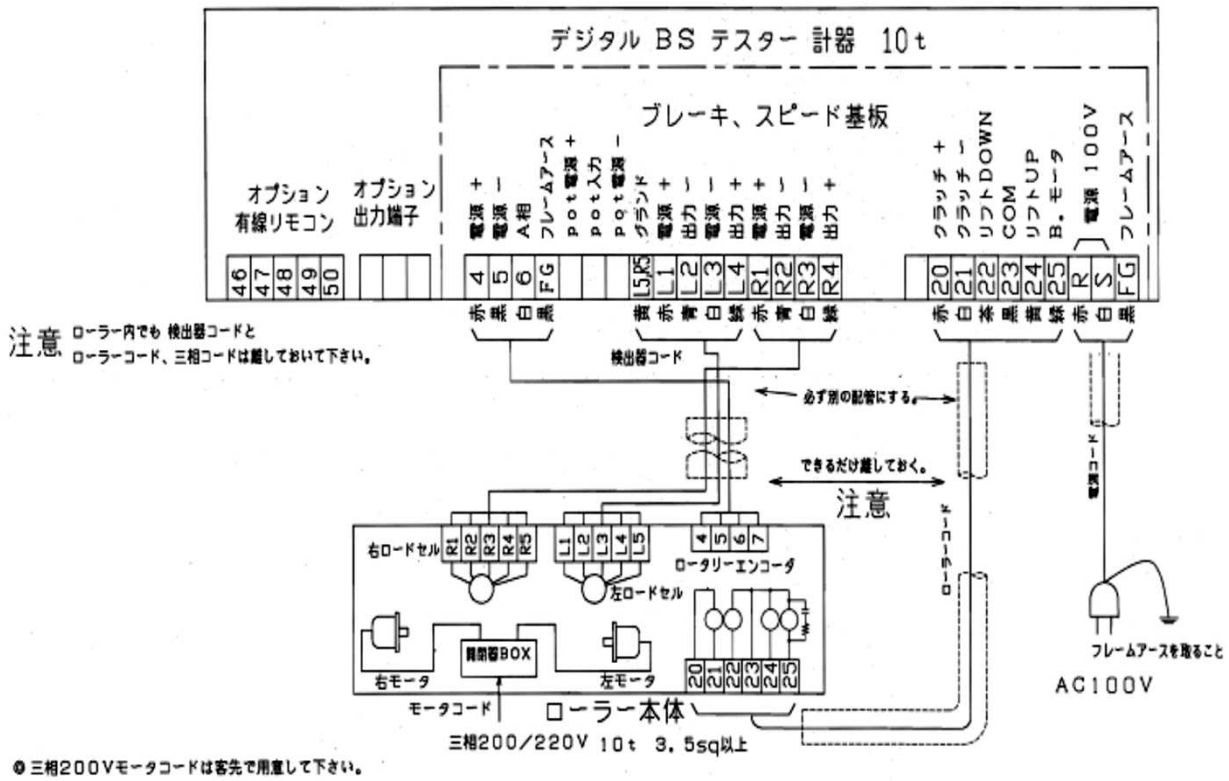 デジタル BS テスター 計器 10t
ブレーキ、スピード基板
オプション
有線リモコン
オプション
出力端子
電源 +
電源 −
A相
フレームアース
pot電源 +
pot入力
pot電源 −
グランド
電源 +
出力 −
電源 −
出力 +
電源 +
出力 −
電源 −
出力 +
クラッチ +
クラッチ −
リフトDOWN
COM
リフトUP
B.モータ
電源 100V
フレームアース
46 47 48 49 50
4 5 6 FG
L5,R5 L1 L2 L3 L4 R1 R2 R3 R4
20 21 22 23 24 25 R S FG
赤 黒 白 黒
黄 赤 青 白 緑 赤 青 白 緑
赤 白 茶 黒 黄 緑 赤 白 黒
注意 ローラー内でも 検出器コードと
ローラーコード、三相コードは離しておいて下さい。
検出器コード
必ず別の配管にする。
できるだけ離しておく。
注意
ローラーコード
電源コード
右ロードセル
R1 R2 R3 R4 R5
L1 L2 L3 L4 L5
4 5 6 7
ロータリーエンコーダ
左ロードセル
開閉器BOX
右モータ
左モータ
20 21 22 23 24 25
モータコード
ローラー本体
三相200/220V 10t 3.5sq以上
フレームアースを取ること
AC100V
◎ 三相200Vモータコードは客先で用意して下さい。